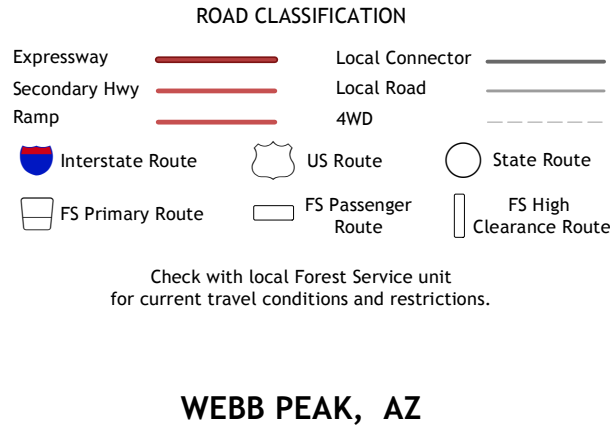 ROAD CLASSIFICATION
Expressway
Local Connector
Secondary Hwy
Local Road
Ramp
4WD
Interstate Route
US Route
State Route
FS Primary Route
FS Passenger
Route
FS High
Clearance Route
Check with local Forest Service unit
for current travel conditions and restrictions.
WEBB PEAK, AZ